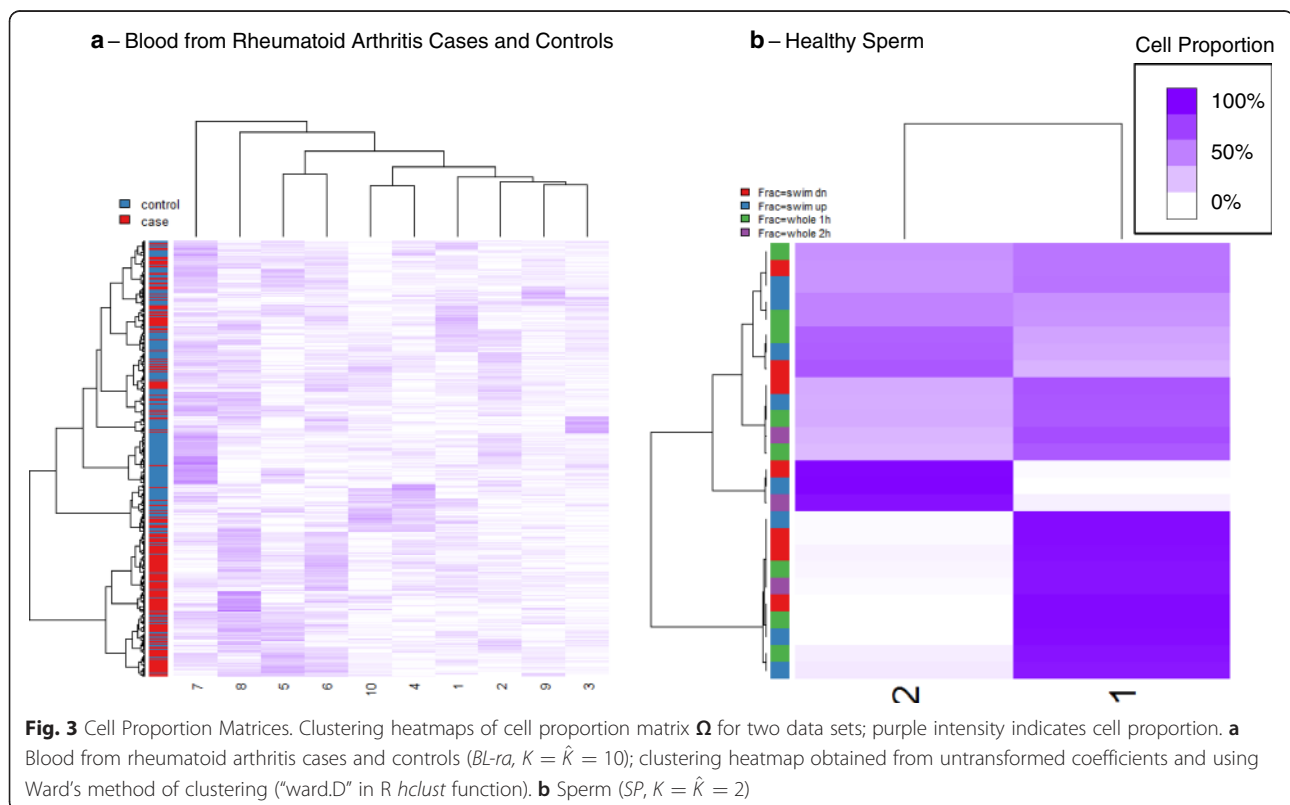 a – Blood from Rheumatoid Arthritis Cases and Controls
b – Healthy Sperm
Cell Proportion
100%
50%
0%
control
case
Frac=swim dn
Frac=swim up
Frac=whole 1h
Frac=whole 2h
7 8 5 6 10 4 1 2 9 3
2 1
Fig. 3 Cell Proportion Matrices. Clustering heatmaps of cell proportion matrix Ω for two data sets; purple intensity indicates cell proportion. a
Blood from rheumatoid arthritis cases and controls (BL-ra, K = K̂ = 10); clustering heatmap obtained from untransformed coefficients and using
Ward's method of clustering (“ward.D” in R hclust function). b Sperm (SP, K = K̂ = 2)